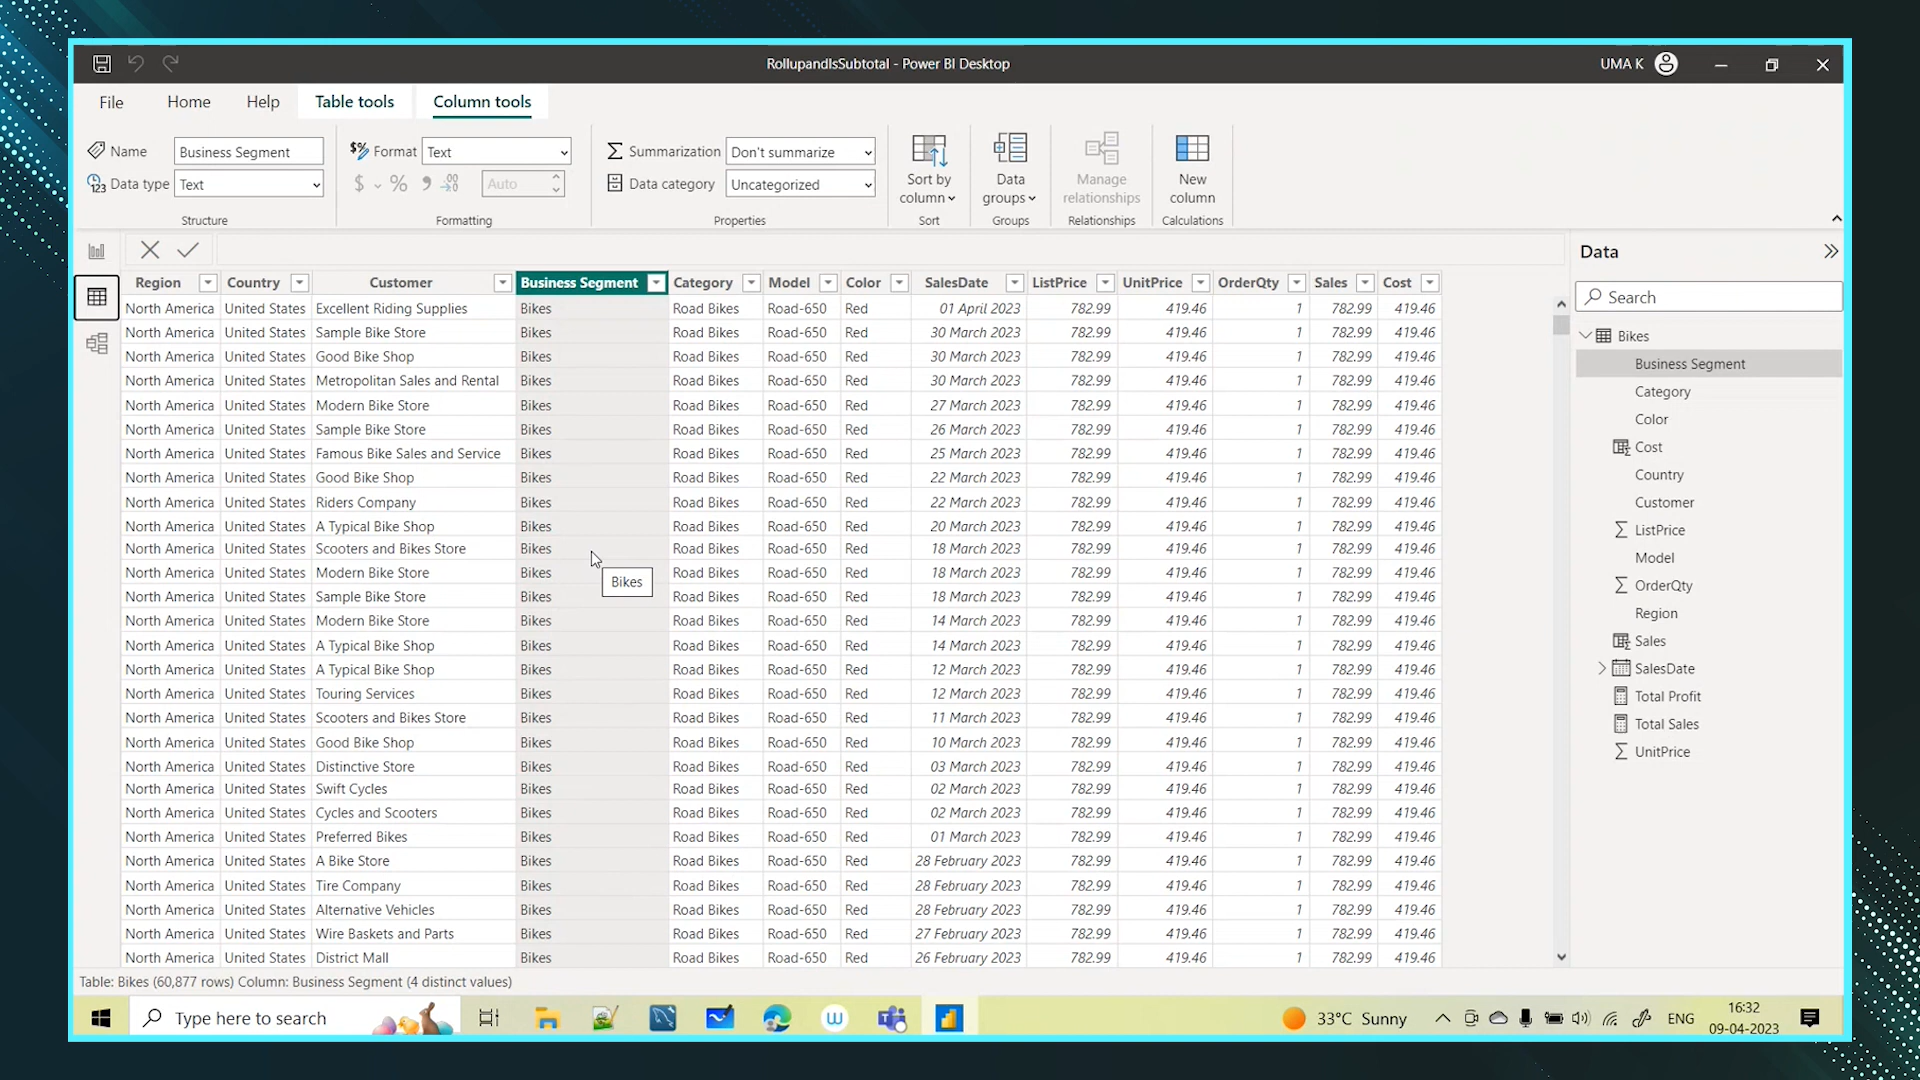 RollupandIsSubtotal - Power BI Desktop
UMA K
File Home Help Table tools Column tools
Name Business Segment
$% Format Text
Summarization Don't summarize
Data type Text
$ % Auto
Data category Uncategorized
Sort by column
Data groups
Manage relationships
New column
Structure Formatting Properties Sort Groups Relationships Calculations
Region Country Customer Business Segment Category Model Color SalesDate ListPrice UnitPrice OrderQty Sales Cost
North America United States Excellent Riding Supplies Bikes Road Bikes Road-650 Red 01 April 2023 782.99 419.46 1 782.99 419.46
North America United States Sample Bike Store Bikes Road Bikes Road-650 Red 30 March 2023 782.99 419.46 1 782.99 419.46
North America United States Good Bike Shop Bikes Road Bikes Road-650 Red 30 March 2023 782.99 419.46 1 782.99 419.46
North America United States Metropolitan Sales and Rental Bikes Road Bikes Road-650 Red 30 March 2023 782.99 419.46 1 782.99 419.46
North America United States Modern Bike Store Bikes Road Bikes Road-650 Red 27 March 2023 782.99 419.46 1 782.99 419.46
North America United States Sample Bike Store Bikes Road Bikes Road-650 Red 26 March 2023 782.99 419.46 1 782.99 419.46
North America United States Famous Bike Sales and Service Bikes Road Bikes Road-650 Red 25 March 2023 782.99 419.46 1 782.99 419.46
North America United States Good Bike Shop Bikes Road Bikes Road-650 Red 22 March 2023 782.99 419.46 1 782.99 419.46
North America United States Riders Company Bikes Road Bikes Road-650 Red 22 March 2023 782.99 419.46 1 782.99 419.46
North America United States A Typical Bike Shop Bikes Road Bikes Road-650 Red 20 March 2023 782.99 419.46 1 782.99 419.46
North America United States Scooters and Bikes Store Bikes Road Bikes Road-650 Red 18 March 2023 782.99 419.46 1 782.99 419.46
North America United States Modern Bike Store Bikes Road Bikes Road-650 Red 18 March 2023 782.99 419.46 1 782.99 419.46
North America United States Sample Bike Store Bikes Road Bikes Road-650 Red 18 March 2023 782.99 419.46 1 782.99 419.46
North America United States Modern Bike Store Bikes Road Bikes Road-650 Red 14 March 2023 782.99 419.46 1 782.99 419.46
North America United States A Typical Bike Shop Bikes Road Bikes Road-650 Red 14 March 2023 782.99 419.46 1 782.99 419.46
North America United States A Typical Bike Shop Bikes Road Bikes Road-650 Red 12 March 2023 782.99 419.46 1 782.99 419.46
North America United States Touring Services Bikes Road Bikes Road-650 Red 12 March 2023 782.99 419.46 1 782.99 419.46
North America United States Scooters and Bikes Store Bikes Road Bikes Road-650 Red 11 March 2023 782.99 419.46 1 782.99 419.46
North America United States Good Bike Shop Bikes Road Bikes Road-650 Red 10 March 2023 782.99 419.46 1 782.99 419.46
North America United States Distinctive Store Bikes Road Bikes Road-650 Red 03 March 2023 782.99 419.46 1 782.99 419.46
North America United States Swift Cycles Bikes Road Bikes Road-650 Red 02 March 2023 782.99 419.46 1 782.99 419.46
North America United States Cycles and Scooters Bikes Road Bikes Road-650 Red 02 March 2023 782.99 419.46 1 782.99 419.46
North America United States Preferred Bikes Bikes Road Bikes Road-650 Red 01 March 2023 782.99 419.46 1 782.99 419.46
North America United States A Bike Store Bikes Road Bikes Road-650 Red 28 February 2023 782.99 419.46 1 782.99 419.46
North America United States Tire Company Bikes Road Bikes Road-650 Red 28 February 2023 782.99 419.46 1 782.99 419.46
North America United States Alternative Vehicles Bikes Road Bikes Road-650 Red 28 February 2023 782.99 419.46 1 782.99 419.46
North America United States Wire Baskets and Parts Bikes Road Bikes Road-650 Red 27 February 2023 782.99 419.46 1 782.99 419.46
North America United States District Mall Bikes Road Bikes Road-650 Red 26 February 2023 782.99 419.46 1 782.99 419.46
Bikes
Data
Search
Bikes
Business Segment
Category
Color
Cost
Country
Customer
ListPrice
Model
OrderQty
Region
Sales
SalesDate
Total Profit
Total Sales
UnitPrice
Table: Bikes (60,877 rows) Column: Business Segment (4 distinct values)
Type here to search
33°C Sunny
ENG
16:32
09-04-2023